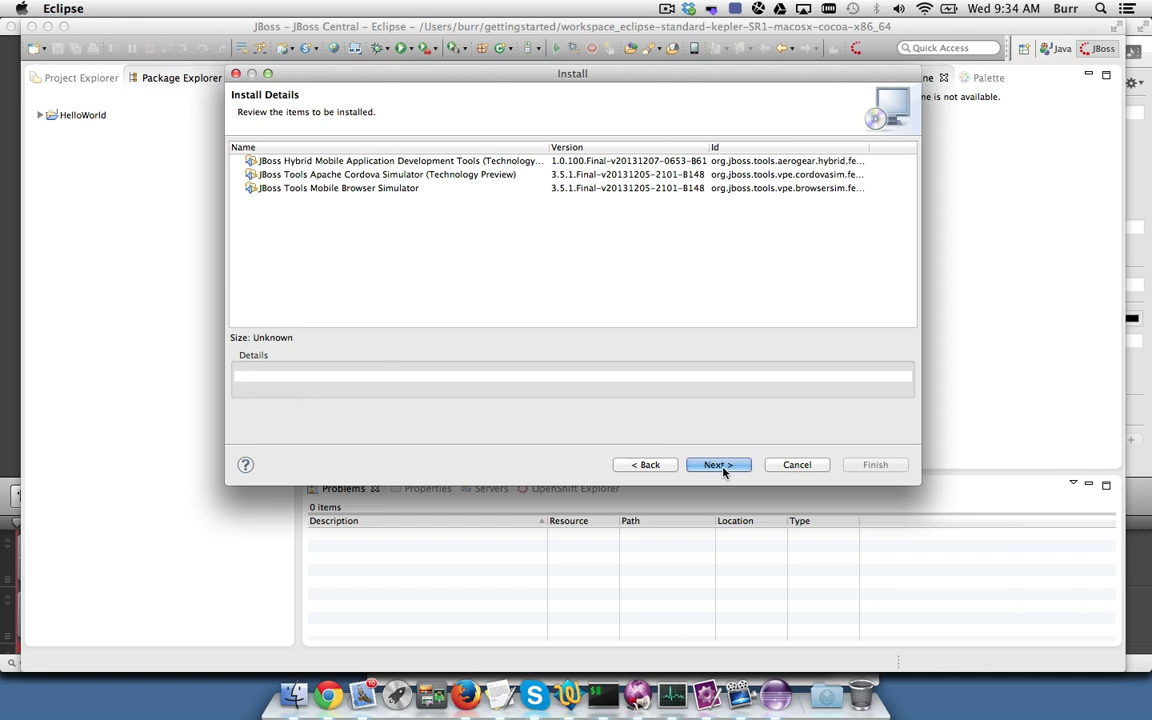 Eclipse
Wed 9:34 AM
Burr
JBoss – JBoss Central – Eclipse – /Users/burr/gettingstarted/workspace_eclipse-standard-kepler-SR1-macosx-cocoa-x86_64
Quick Access
Java
JBoss
Project Explorer
Package Explorer
Install
ne
Palette
Install Details
Review the items to be installed.
ne is not available.
HelloWorld
Name
Version
Id
JBoss Hybrid Mobile Application Development Tools (Technology...
1.0.100.Final-v20131207-0653-B61
org.jboss.tools.aerogear.hybrid.fe...
JBoss Tools Apache Cordova Simulator (Technology Preview)
3.5.1.Final-v20131205-2101-B148
org.jboss.tools.vpe.cordovasim.fe...
JBoss Tools Mobile Browser Simulator
3.5.1.Final-v20131205-2101-B148
org.jboss.tools.vpe.browsersim.fe...
Size: Unknown
Details
< Back
Next >
Cancel
Finish
Problems
Properties
Servers
OpenShift Explorer
0 items
Description
Resource
Path
Location
Type